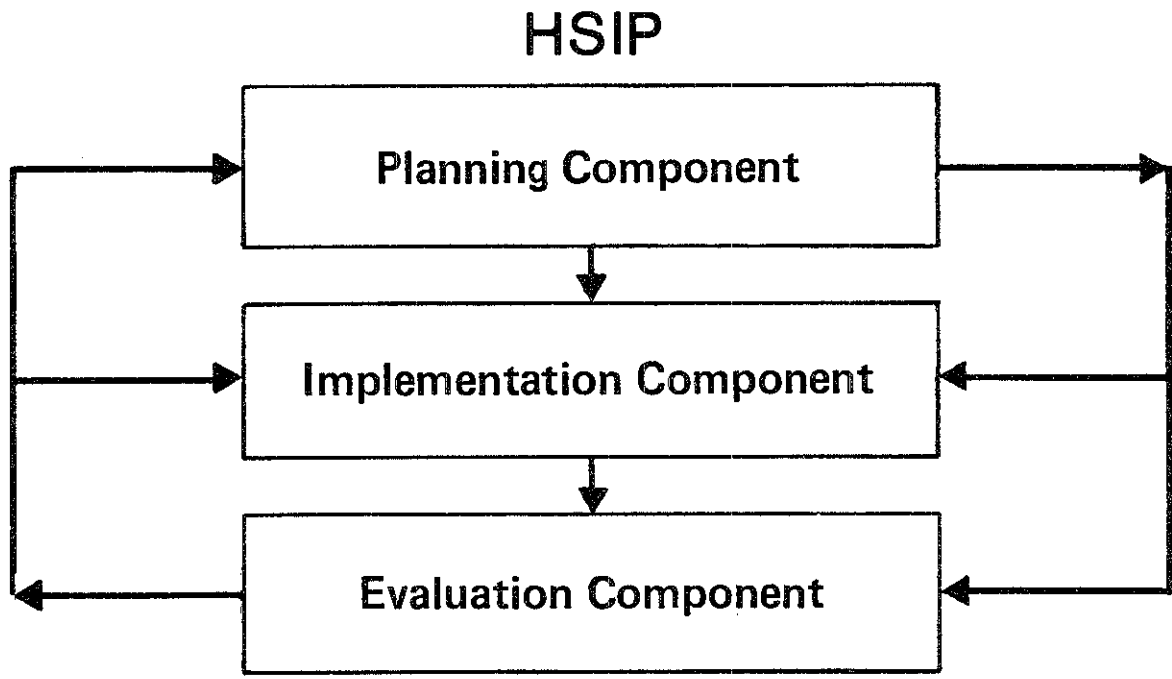 HSIP
Planning Component
Implementation Component
Evaluation Component